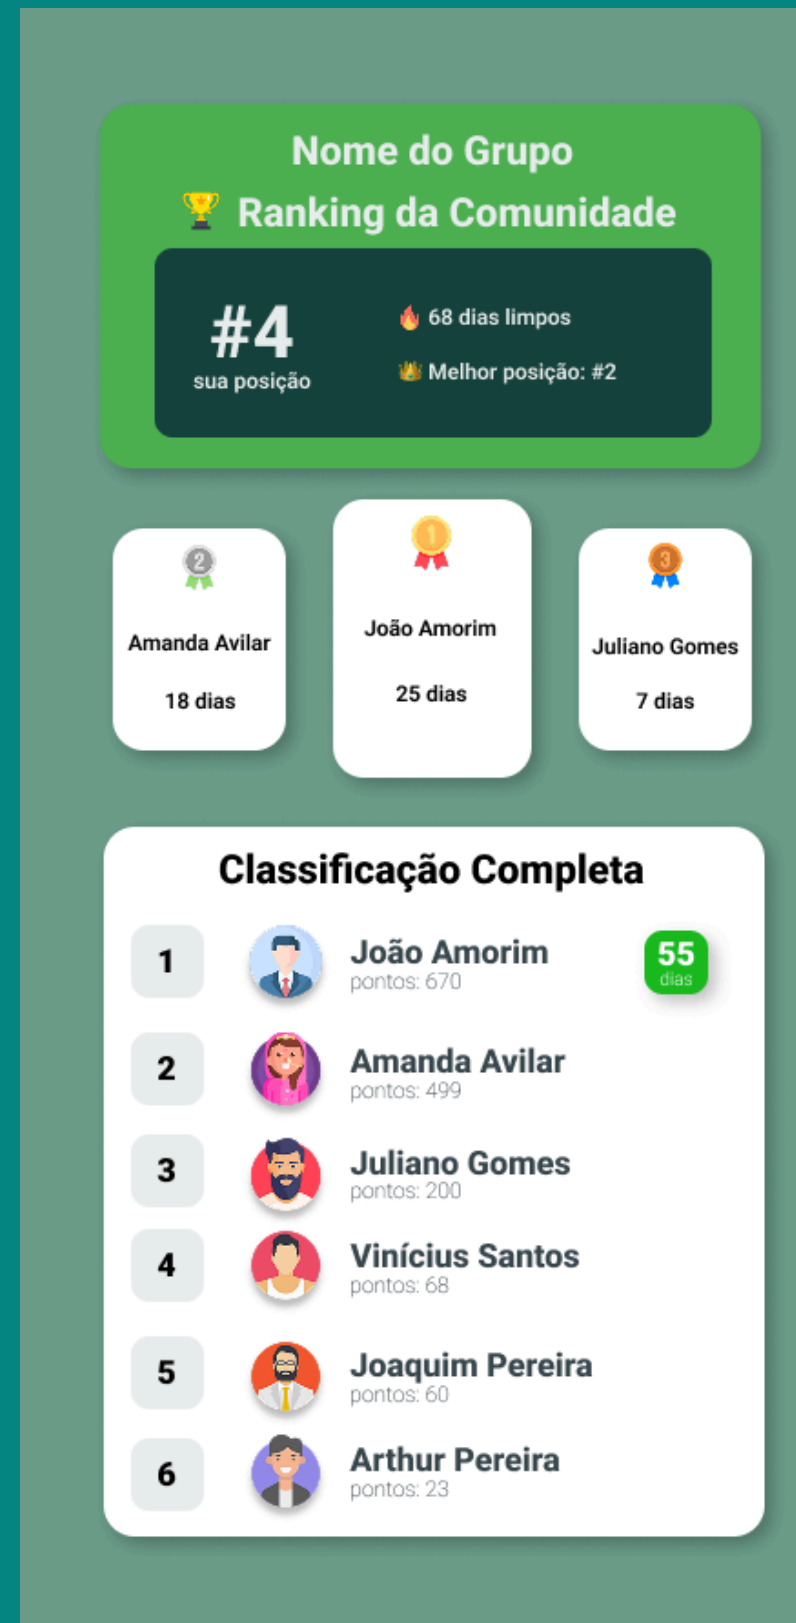 Nome do Grupo
🏆 Ranking da Comunidade
#4
sua posição
🔥 68 dias limpos
👑 Melhor posição: #2
2
Amanda Avilar
18 dias
1
João Amorim
25 dias
3
Juliano Gomes
7 dias
Classificação Completa
1
João Amorim
pontos: 670
55
dias
2
Amanda Avilar
pontos: 499
3
Juliano Gomes
pontos: 200
4
Vinícius Santos
pontos: 68
5
Joaquim Pereira
pontos: 60
6
Arthur Pereira
pontos: 23